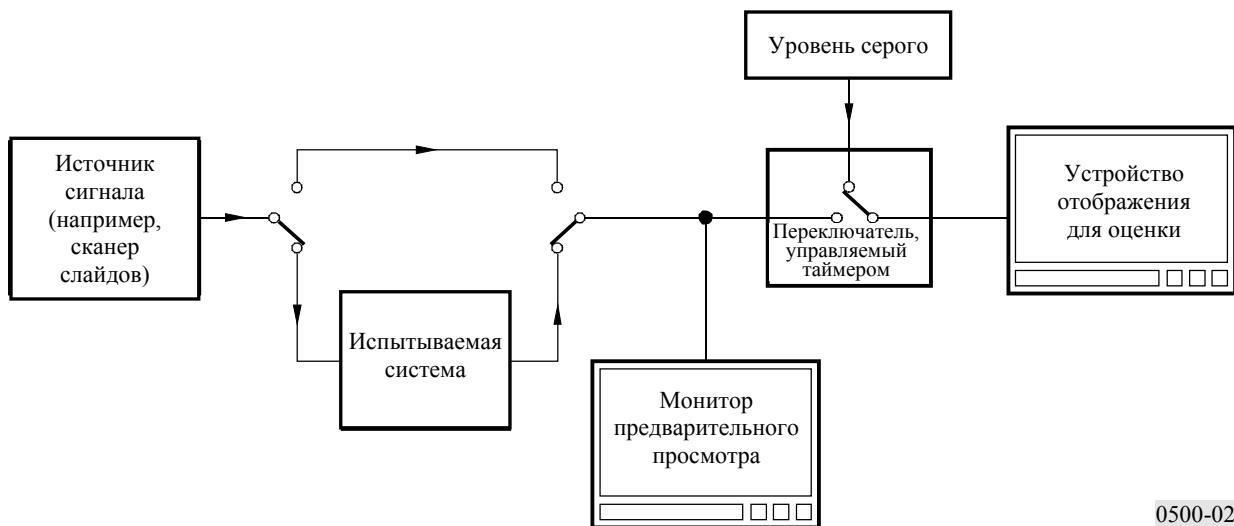 Уровень серого
Источник
сигнала
(например,
сканер
слайдов)
Переключатель,
управляемый
таймером
Устройство
отображения
для оценки
Испытываемая
система
Монитор
предварительного
просмотра
0500-02